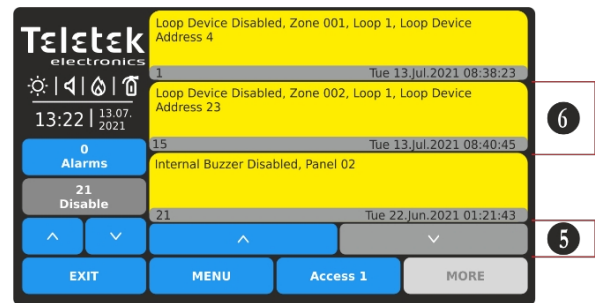 Teletek
electronics
13:22
13.07.
2021
0
Alarms
21
Disable
Loop Device Disabled, Zone 001, Loop 1, Loop Device
Address 4
1 Tue 13.Jul.2021 08:38:23
Loop Device Disabled, Zone 002, Loop 1, Loop Device
Address 23
15 Tue 13.Jul.2021 08:40:45
Internal Buzzer Disabled, Panel 02
21 Tue 22.Jun.2021 01:21:43
EXIT MENU Access 1 MORE
6
5